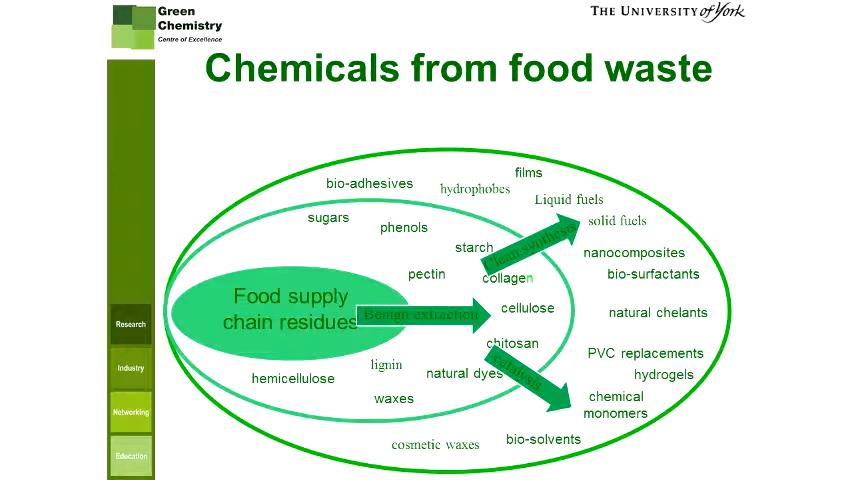 Green
Chemistry
Centre of Excellence
THE UNIVERSITY of York
Chemicals from food waste
films
bio-adhesives
hydrophobes
Liquid fuels
sugars
solid fuels
phenols
Clean synthesis
starch
nanocomposites
pectin
collagen
bio-surfactants
Food supply
chain residues
Benign extraction
cellulose
natural chelants
Research
chitosan
PVC replacements
lignin
natural dyes
catalysis
hydrogels
Industry
hemicellulose
waxes
chemical
monomers
Networking
cosmetic waxes
bio-solvents
Education